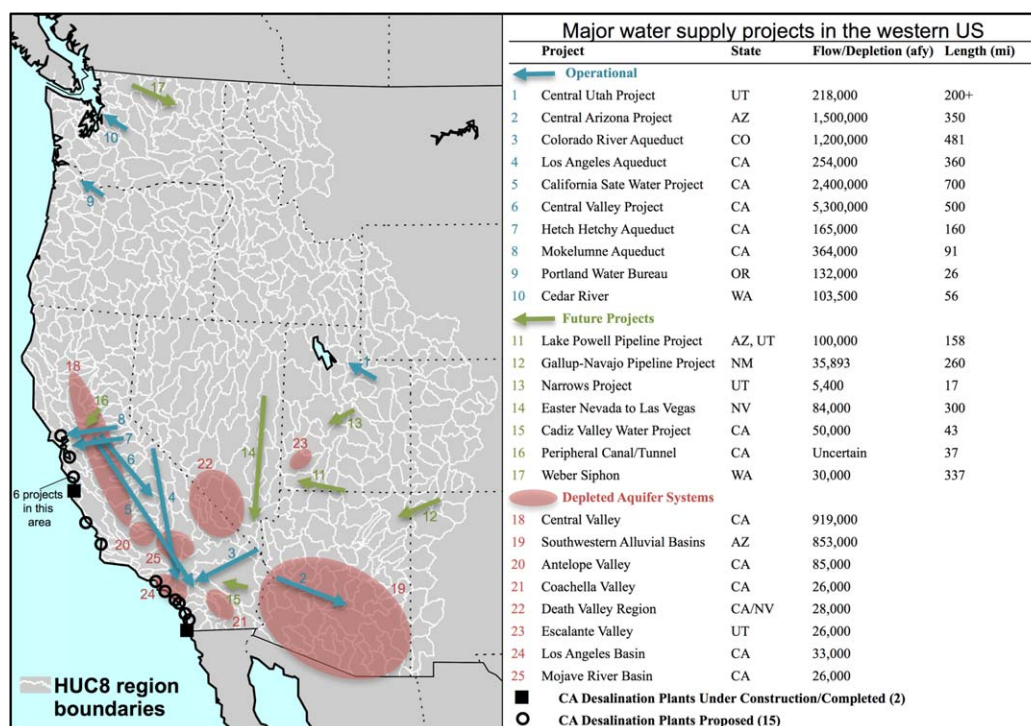 Major water supply projects in the western US
Project State Flow/Depletion (afy) Length (mi)
Operational
1 Central Utah Project UT 218,000 200+
2 Central Arizona Project AZ 1,500,000 350
3 Colorado River Aqueduct CO 1,200,000 481
4 Los Angeles Aqueduct CA 254,000 360
5 California Sate Water Project CA 2,400,000 700
6 Central Valley Project CA 5,300,000 500
7 Hetch Hetchy Aqueduct CA 165,000 160
8 Mokelumne Aqueduct CA 364,000 91
9 Portland Water Bureau OR 132,000 26
10 Cedar River WA 103,500 56
Future Projects
11 Lake Powell Pipeline Project AZ, UT 100,000 158
12 Gallup-Navajo Pipeline Project NM 35,893 260
13 Narrows Project UT 5,400 17
14 Easter Nevada to Las Vegas NV 84,000 300
15 Cadiz Valley Water Project CA 50,000 43
16 Peripheral Canal/Tunnel CA Uncertain 37
17 Weber Siphon WA 30,000 337
Depleted Aquifer Systems
18 Central Valley CA 919,000
19 Southwestern Alluvial Basins AZ 853,000
20 Antelope Valley CA 85,000
21 Coachella Valley CA 26,000
22 Death Valley Region CA/NV 28,000
23 Escalante Valley UT 26,000
24 Los Angeles Basin CA 33,000
25 Mojave River Basin CA 26,000
CA Desalination Plants Under Construction/Completed (2)
CA Desalination Plants Proposed (15)
17
10
9
1
18
16
8
7
6
13
14
23
22
11
12
6 projects
in this
area
5
4
20
25
3
2
19
24
15
21
HUC8 region
boundaries